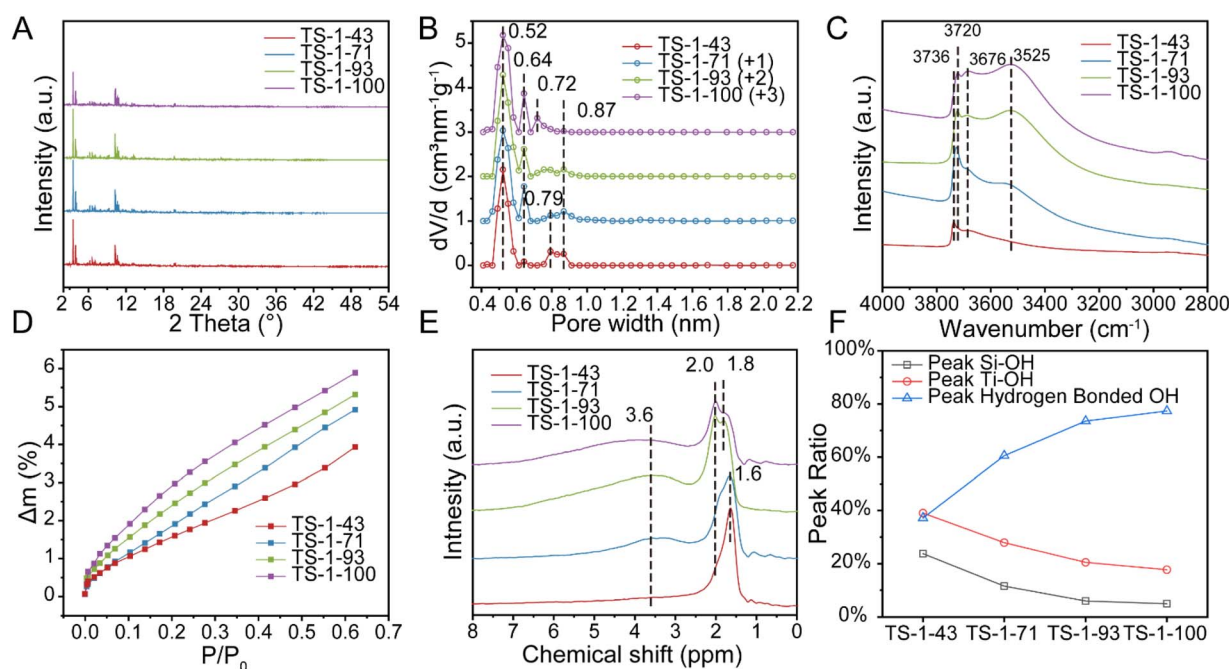 A
Intensity (a.u.)
TS-1-43
TS-1-71
TS-1-93
TS-1-100
2 6 12 18 24 30 36 42 48 54
2 Theta (°)
B
dV/d (cm³nm⁻¹g⁻¹)
0.52
0.64
0.72
0.87
0.79
TS-1-43
TS-1-71 (+1)
TS-1-93 (+2)
TS-1-100 (+3)
5
4
3
2
1
0
0.4 0.6 0.8 1.0 1.2 1.4 1.6 1.8 2.0 2.2
Pore width (nm)
C
Intensity (a.u.)
3720
3736
3676
3525
TS-1-43
TS-1-71
TS-1-93
TS-1-100
4000 3800 3600 3400 3200 3000 2800
Wavenumber (cm⁻¹)
D
Δm (%)
6
5
4
3
2
1
0
TS-1-43
TS-1-71
TS-1-93
TS-1-100
0.0 0.1 0.2 0.3 0.4 0.5 0.6 0.7
P/P₀
E
Intnesity (a.u.)
TS-1-43
TS-1-71
TS-1-93
TS-1-100
2.0
1.8
3.6
1.6
8 6 4 2 0
Chemical shift (ppm)
F
Peak Ratio
100%
80%
60%
40%
20%
0%
Peak Si-OH
Peak Ti-OH
Peak Hydrogen Bonded OH
TS-1-43 TS-1-71 TS-1-93 TS-1-100